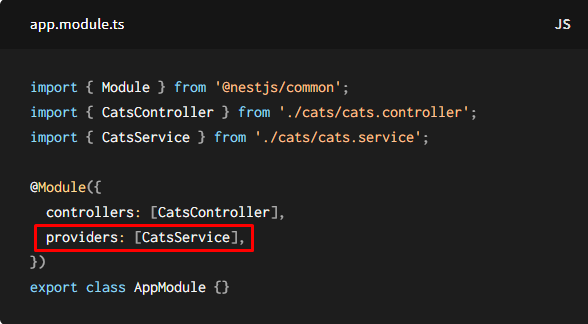 app.module.ts JS
import { Module } from '@nestjs/common';
import { CatsController } from './cats/cats.controller';
import { CatsService } from './cats/cats.service';
@Module({
controllers: [CatsController],
providers: [CatsService],
})
export class AppModule {}